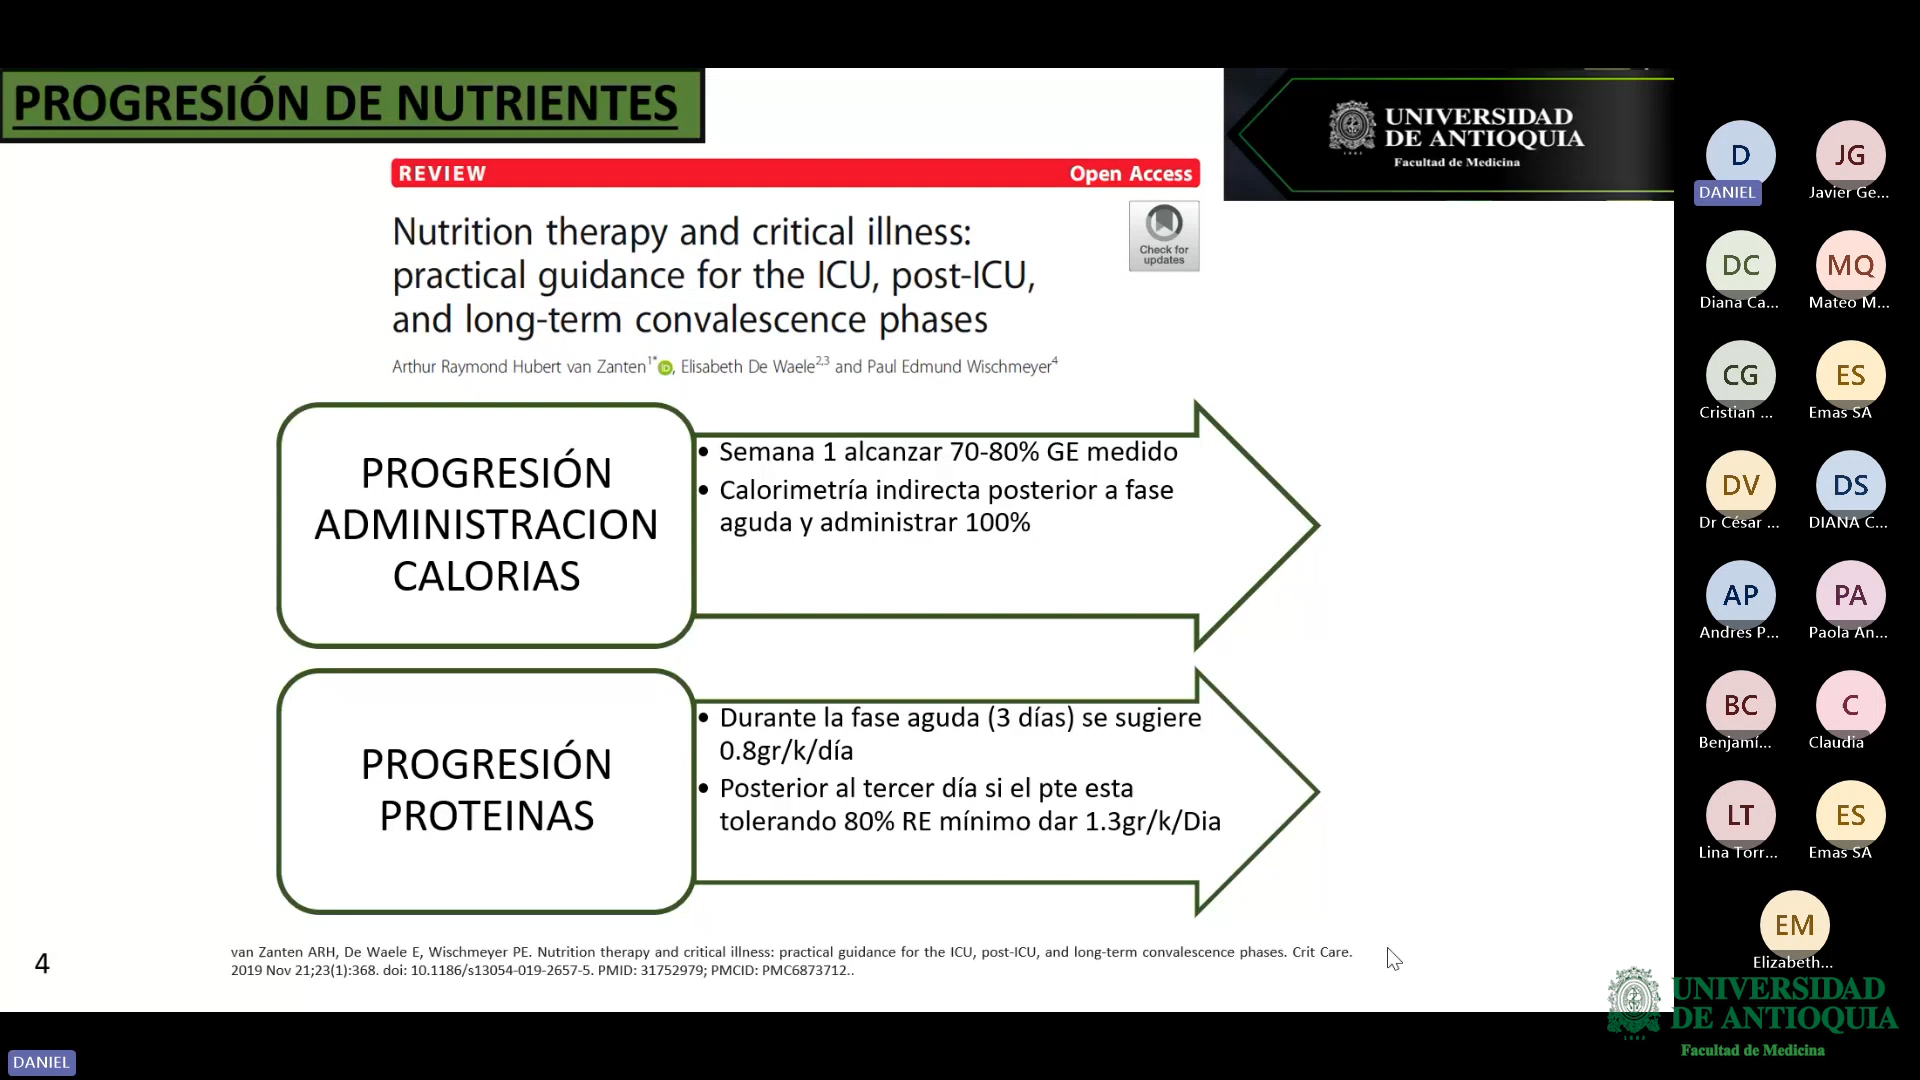 PROGRESIÓN DE NUTRIENTES
UNIVERSIDAD
DE ANTIOQUIA
1803
Facultad de Medicina
REVIEW
Open Access
Check for
updates
Nutrition therapy and critical illness:
practical guidance for the ICU, post-ICU,
and long-term convalescence phases
Arthur Raymond Hubert van Zanten1* iD, Elisabeth De Waele2,3 and Paul Edmund Wischmeyer4
PROGRESIÓN
ADMINISTRACION
CALORIAS
• Semana 1 alcanzar 70-80% GE medido
• Calorimetría indirecta posterior a fase
aguda y administrar 100%
PROGRESIÓN
PROTEINAS
• Durante la fase aguda (3 días) se sugiere
0.8gr/k/día
• Posterior al tercer día si el pte esta
tolerando 80% RE mínimo dar 1.3gr/k/Dia
van Zanten ARH, De Waele E, Wischmeyer PE. Nutrition therapy and critical illness: practical guidance for the ICU, post-ICU, and long-term convalescence phases. Crit Care.
2019 Nov 21;23(1):368. doi: 10.1186/s13054-019-2657-5. PMID: 31752979; PMCID: PMC6873712..
4
DANIEL
D
DANIEL
JG
Javier Ge...
DC
Diana Ca...
MQ
Mateo M...
CG
Cristian ...
ES
Emas SA
DV
Dr César ...
DS
DIANA C...
AP
Andres P...
PA
Paola An...
BC
Benjamí...
C
Claudia
LT
Lina Torr...
ES
Emas SA
EM
Elizabeth...
UNIVERSIDAD
DE ANTIOQUIA
1803
Facultad de Medicina